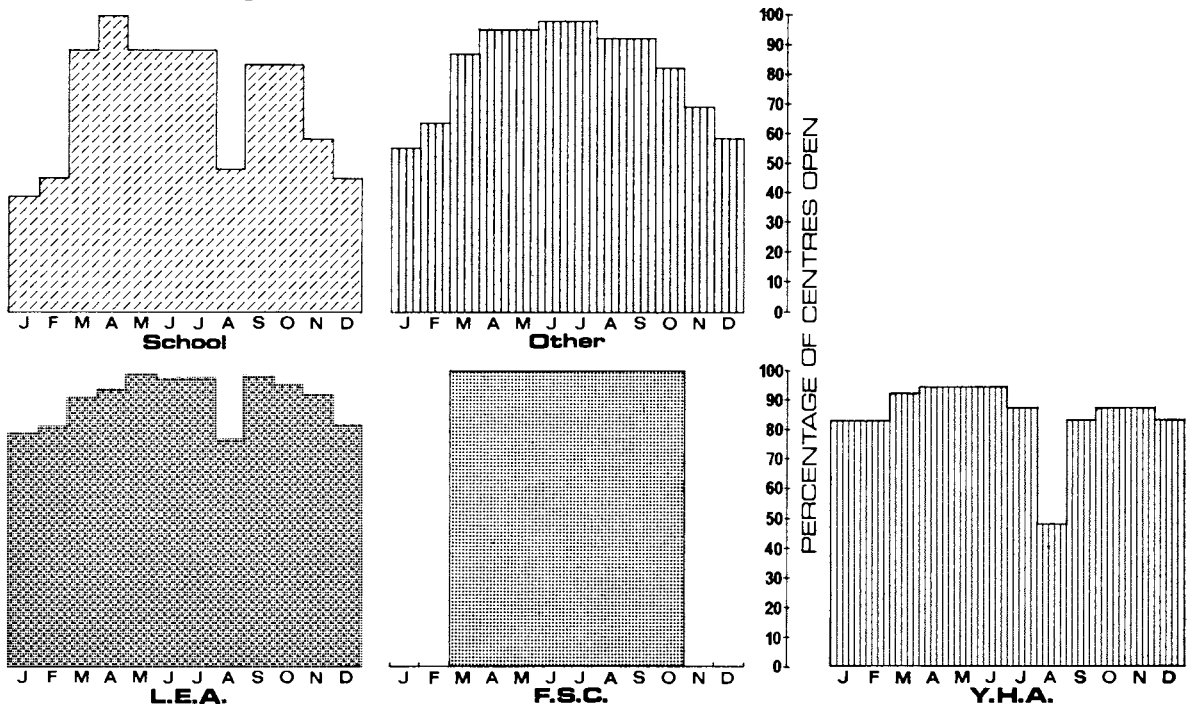 100
90
80
70
60
50
40
30
20
10
0
J F M A M J J A S O N D
School
J F M A M J J A S O N D
Other
PERCENTAGE OF CENTRES OPEN
100
90
80
70
60
50
40
30
20
10
0
J F M A M J J A S O N D
L.E.A.
J F M A M J J A S O N D
F.S.C.
J F M A M J J A S O N D
Y.H.A.